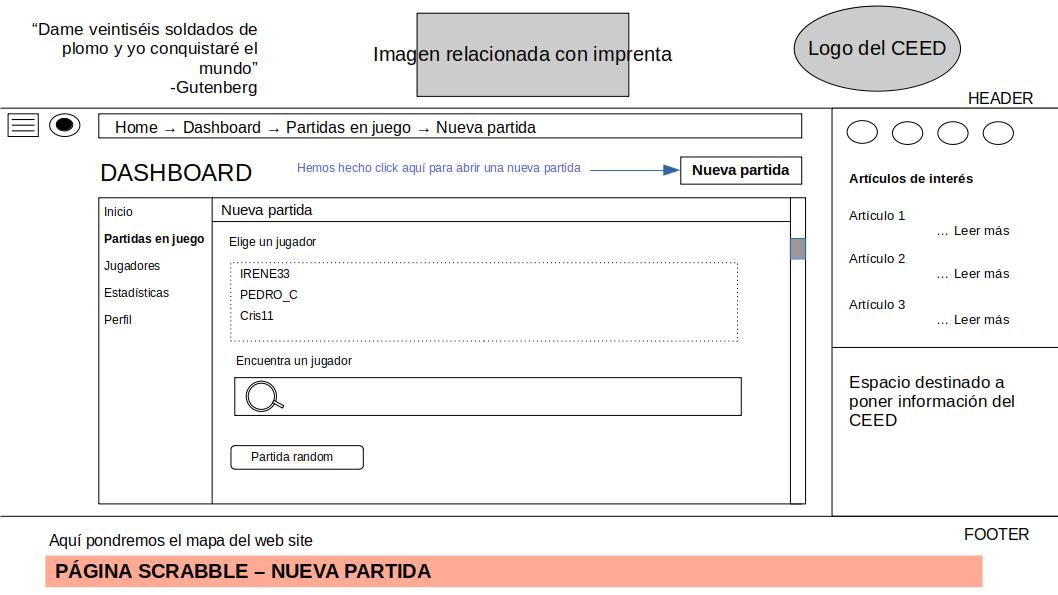 “Dame veintiséis soldados de
plomo y yo conquistaré el
mundo”
-Gutenberg
Imagen relacionada con imprenta
Logo del CEED
HEADER
Home → Dashboard → Partidas en juego → Nueva partida
DASHBOARD
Hemos hecho click aquí para abrir una nueva partida
Nueva partida
Inicio
Partidas en juego
Jugadores
Estadísticas
Perfil
Nueva partida
Elige un jugador
IRENE33
PEDRO_C
Cris11
Encuentra un jugador
Partida random
Artículos de interés
Artículo 1
... Leer más
Artículo 2
... Leer más
Artículo 3
... Leer más
Espacio destinado a
poner información del
CEED
FOOTER
Aquí pondremos el mapa del web site
PÁGINA SCRABBLE – NUEVA PARTIDA